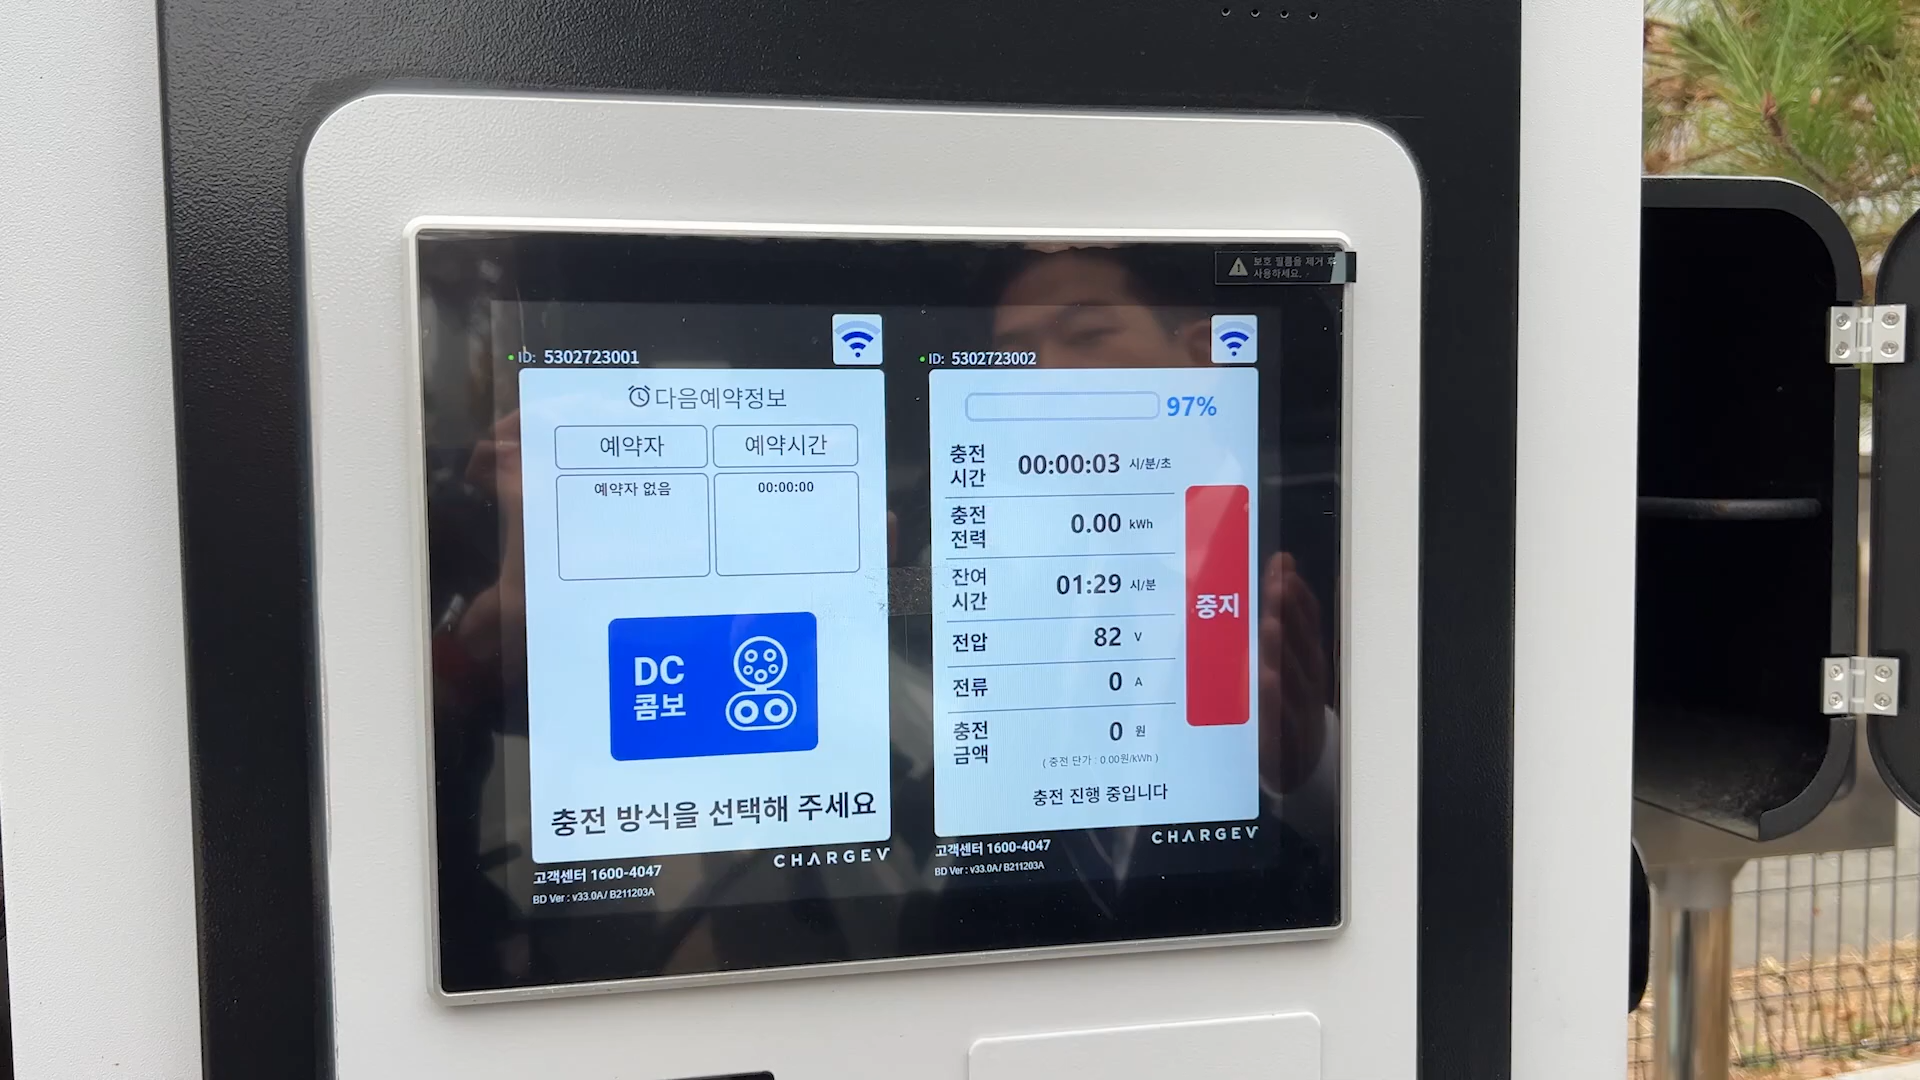 보호 필름을 제거 후
사용하세요.
ID: 5302723001
다음예약정보
예약자 예약시간
예약자 없음 00:00:00
DC
콤보
충전 방식을 선택해 주세요
CHARGEV
고객센터 1600-4047
BD Ver : v33.0A/ B211203A
ID: 5302723002
97%
충전
시간 00:00:03 시/분/초
충전
전력 0.00 kWh
잔여
시간 01:29 시/분
전압 82 V
전류 0 A
충전
금액 0 원
( 충전 단가 : 0.00원/kWh )
중지
충전 진행 중입니다
CHARGEV
고객센터 1600-4047
BD Ver : v33.0A/ B211203A